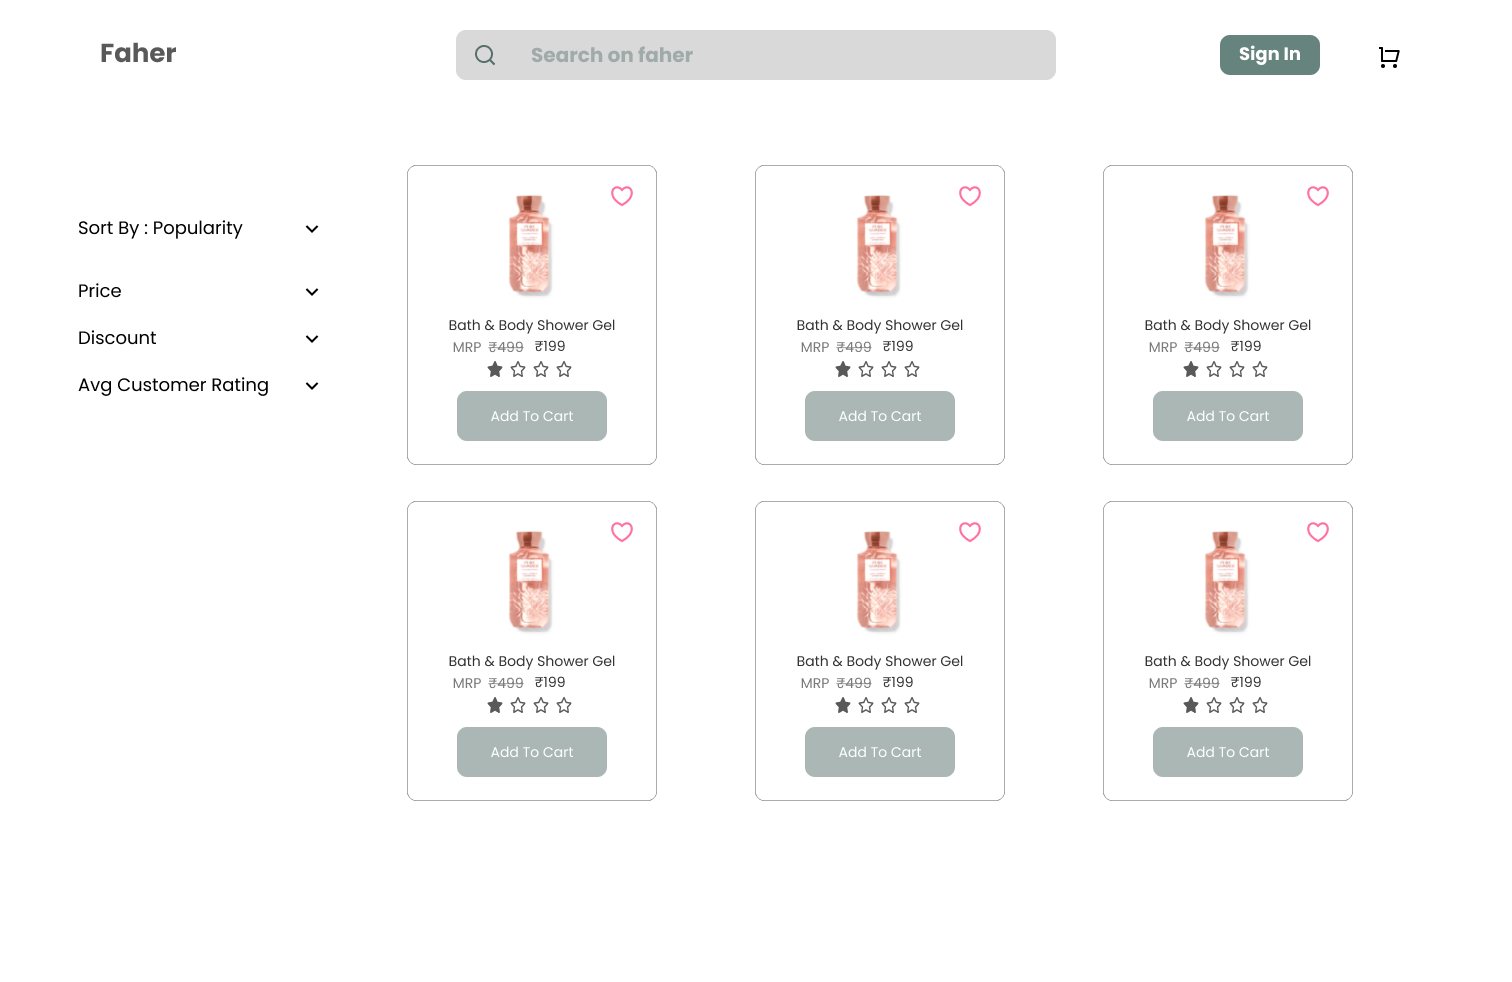 Faher
Search on faher
Sign In
Sort By : Popularity
Price
Discount
Avg Customer Rating
Bath & Body Shower Gel
MRP ₹499 ₹199
Add To Cart
Bath & Body Shower Gel
MRP ₹499 ₹199
Add To Cart
Bath & Body Shower Gel
MRP ₹499 ₹199
Add To Cart
Bath & Body Shower Gel
MRP ₹499 ₹199
Add To Cart
Bath & Body Shower Gel
MRP ₹499 ₹199
Add To Cart
Bath & Body Shower Gel
MRP ₹499 ₹199
Add To Cart